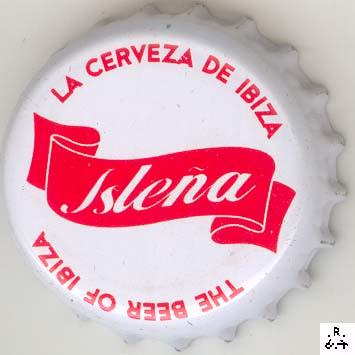 LA CERVEZA DE IBIZA
Isleña
THE BEER OF IBIZA
.R.